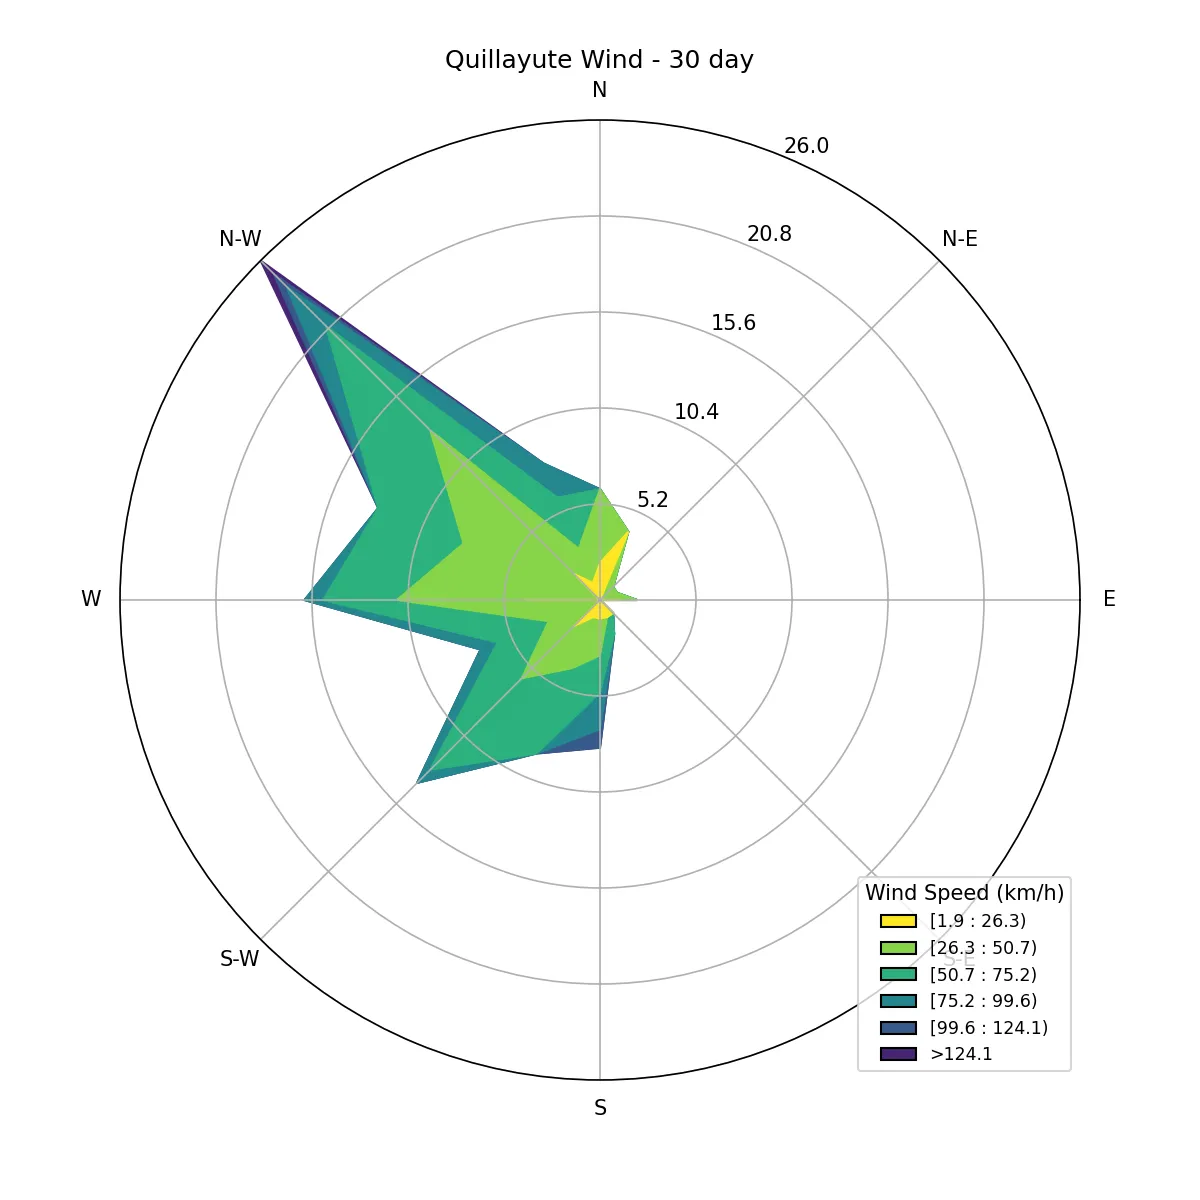 Quillayute Wind - 30 day
N
26.0
N-W
N-E
20.8
15.6
10.4
5.2
W
E
Wind Speed (km/h)
[1.9 : 26.3)
[26.3 : 50.7)
S-W
S-E
[50.7 : 75.2)
[75.2 : 99.6)
[99.6 : 124.1)
>124.1
S